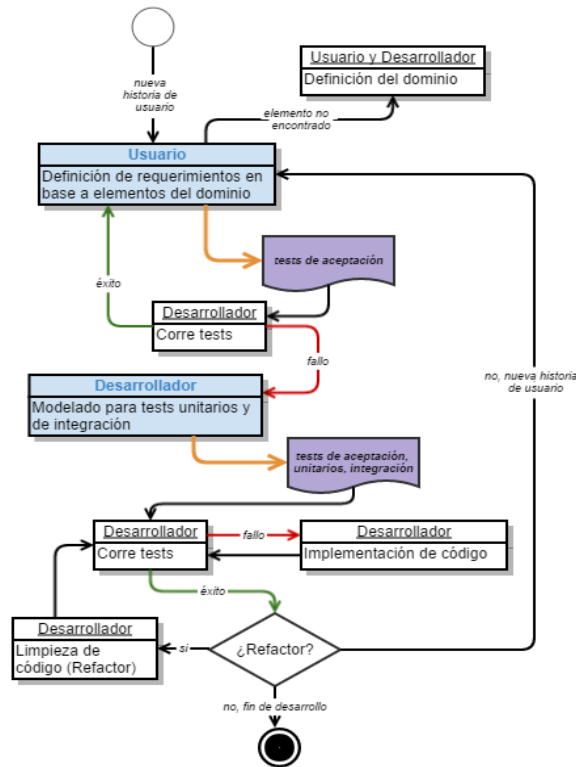 nueva
historia de
usuario
Usuario y Desarrollador
Definición del dominio
elemento no
encontrado
Usuario
Definición de requerimientos en
base a elementos del dominio
tests de aceptación
éxito
Desarrollador
Corre tests
fallo
no, nueva historia
de usuario
Desarrollador
Modelado para tests unitarios y
de integración
tests de aceptación,
unitarios, integración
Desarrollador
Corre tests
fallo
Desarrollador
Implementación de código
éxito
Desarrollador
Limpieza de
código (Refactor)
si
¿Refactor?
no, fin de desarrollo